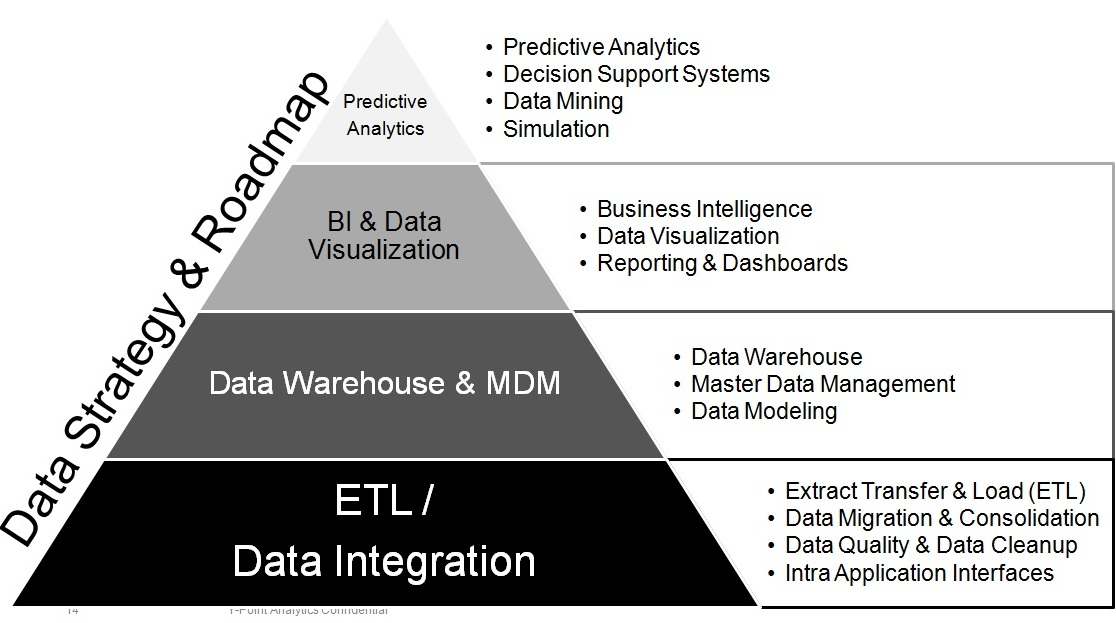 Data Strategy & Roadmap
Predictive
Analytics
• Predictive Analytics
• Decision Support Systems
• Data Mining
• Simulation
BI & Data
Visualization
• Business Intelligence
• Data Visualization
• Reporting & Dashboards
Data Warehouse & MDM
• Data Warehouse
• Master Data Management
• Data Modeling
ETL /
Data Integration
• Extract Transfer & Load (ETL)
• Data Migration & Consolidation
• Data Quality & Data Cleanup
• Intra Application Interfaces
14
Y-Point Analytics Confidential